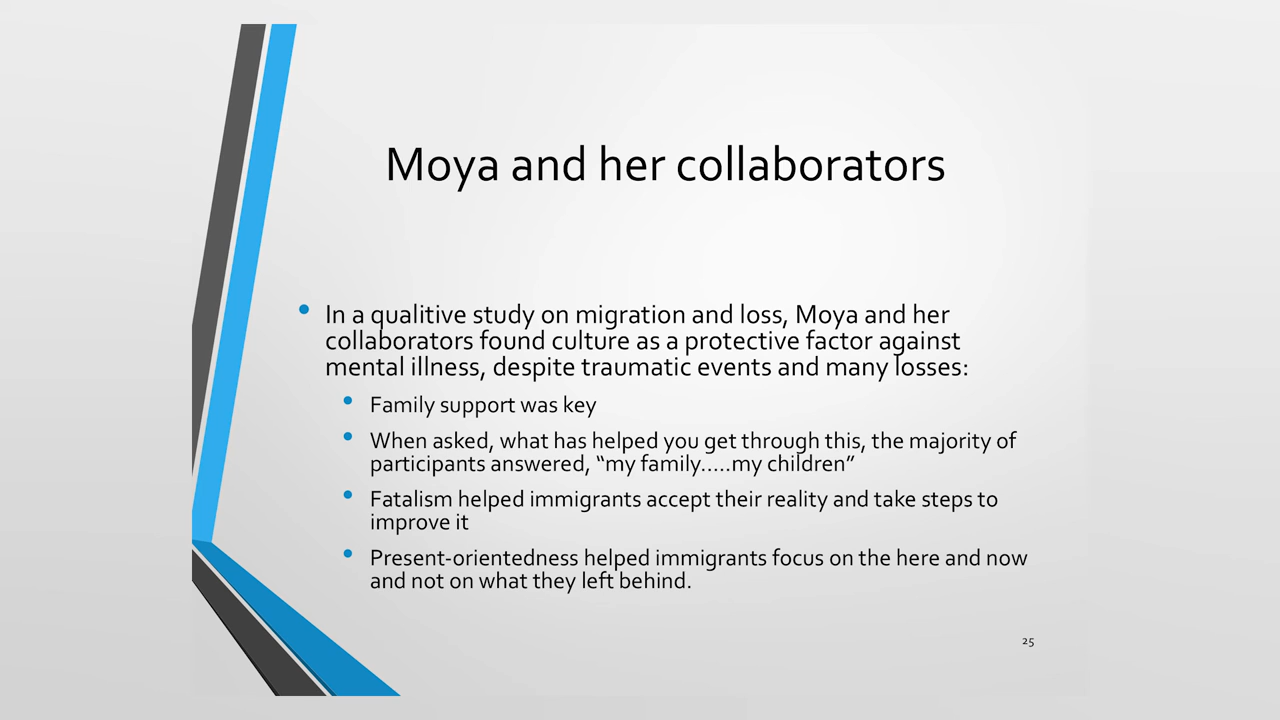 Moya and her collaborators
• In a qualitive study on migration and loss, Moya and her
collaborators found culture as a protective factor against
mental illness, despite traumatic events and many losses:
• Family support was key
• When asked, what has helped you get through this, the majority of
participants answered, “my family…..my children”
• Fatalism helped immigrants accept their reality and take steps to
improve it
• Present-orientedness helped immigrants focus on the here and now
and not on what they left behind.
25